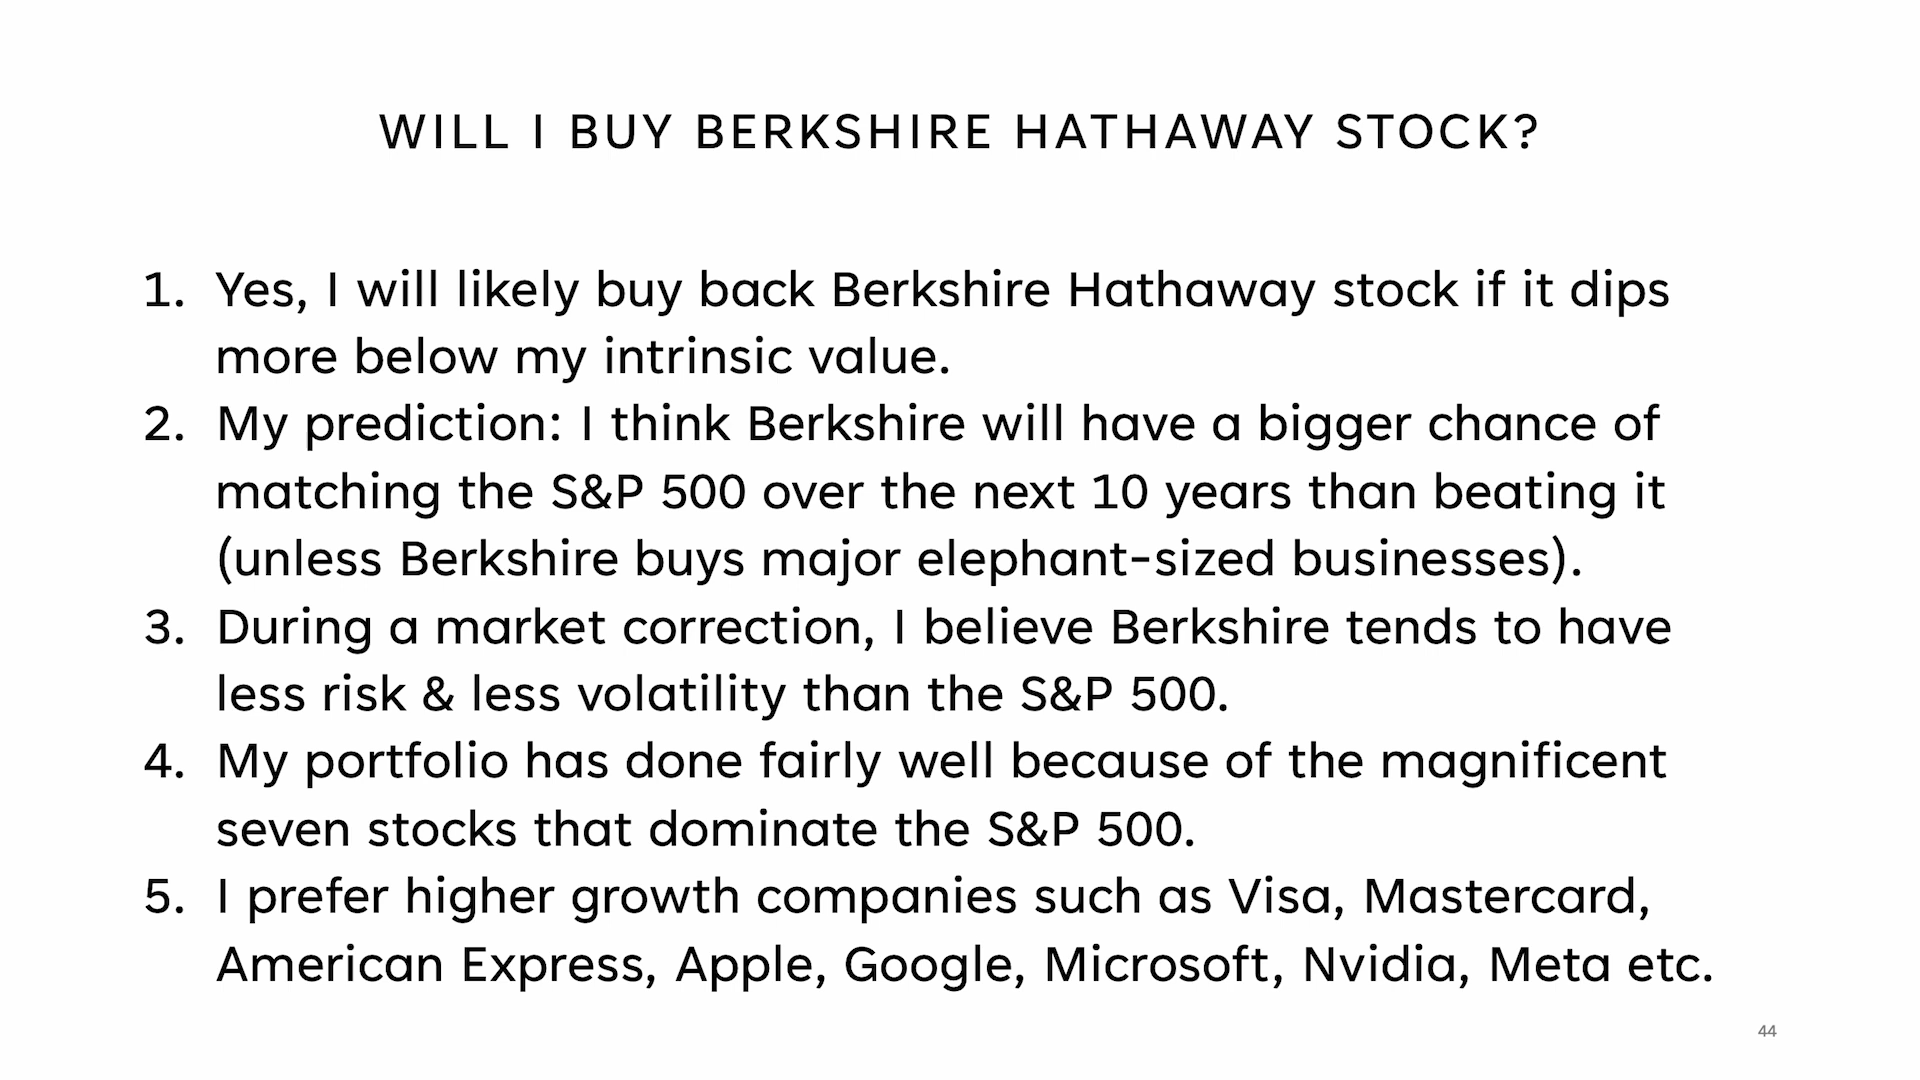 WILL I BUY BERKSHIRE HATHAWAY STOCK?
1. Yes, I will likely buy back Berkshire Hathaway stock if it dips
more below my intrinsic value.
2. My prediction: I think Berkshire will have a bigger chance of
matching the S&P 500 over the next 10 years than beating it
(unless Berkshire buys major elephant-sized businesses).
3. During a market correction, I believe Berkshire tends to have
less risk & less volatility than the S&P 500.
4. My portfolio has done fairly well because of the magnificent
seven stocks that dominate the S&P 500.
5. I prefer higher growth companies such as Visa, Mastercard,
American Express, Apple, Google, Microsoft, Nvidia, Meta etc.
44